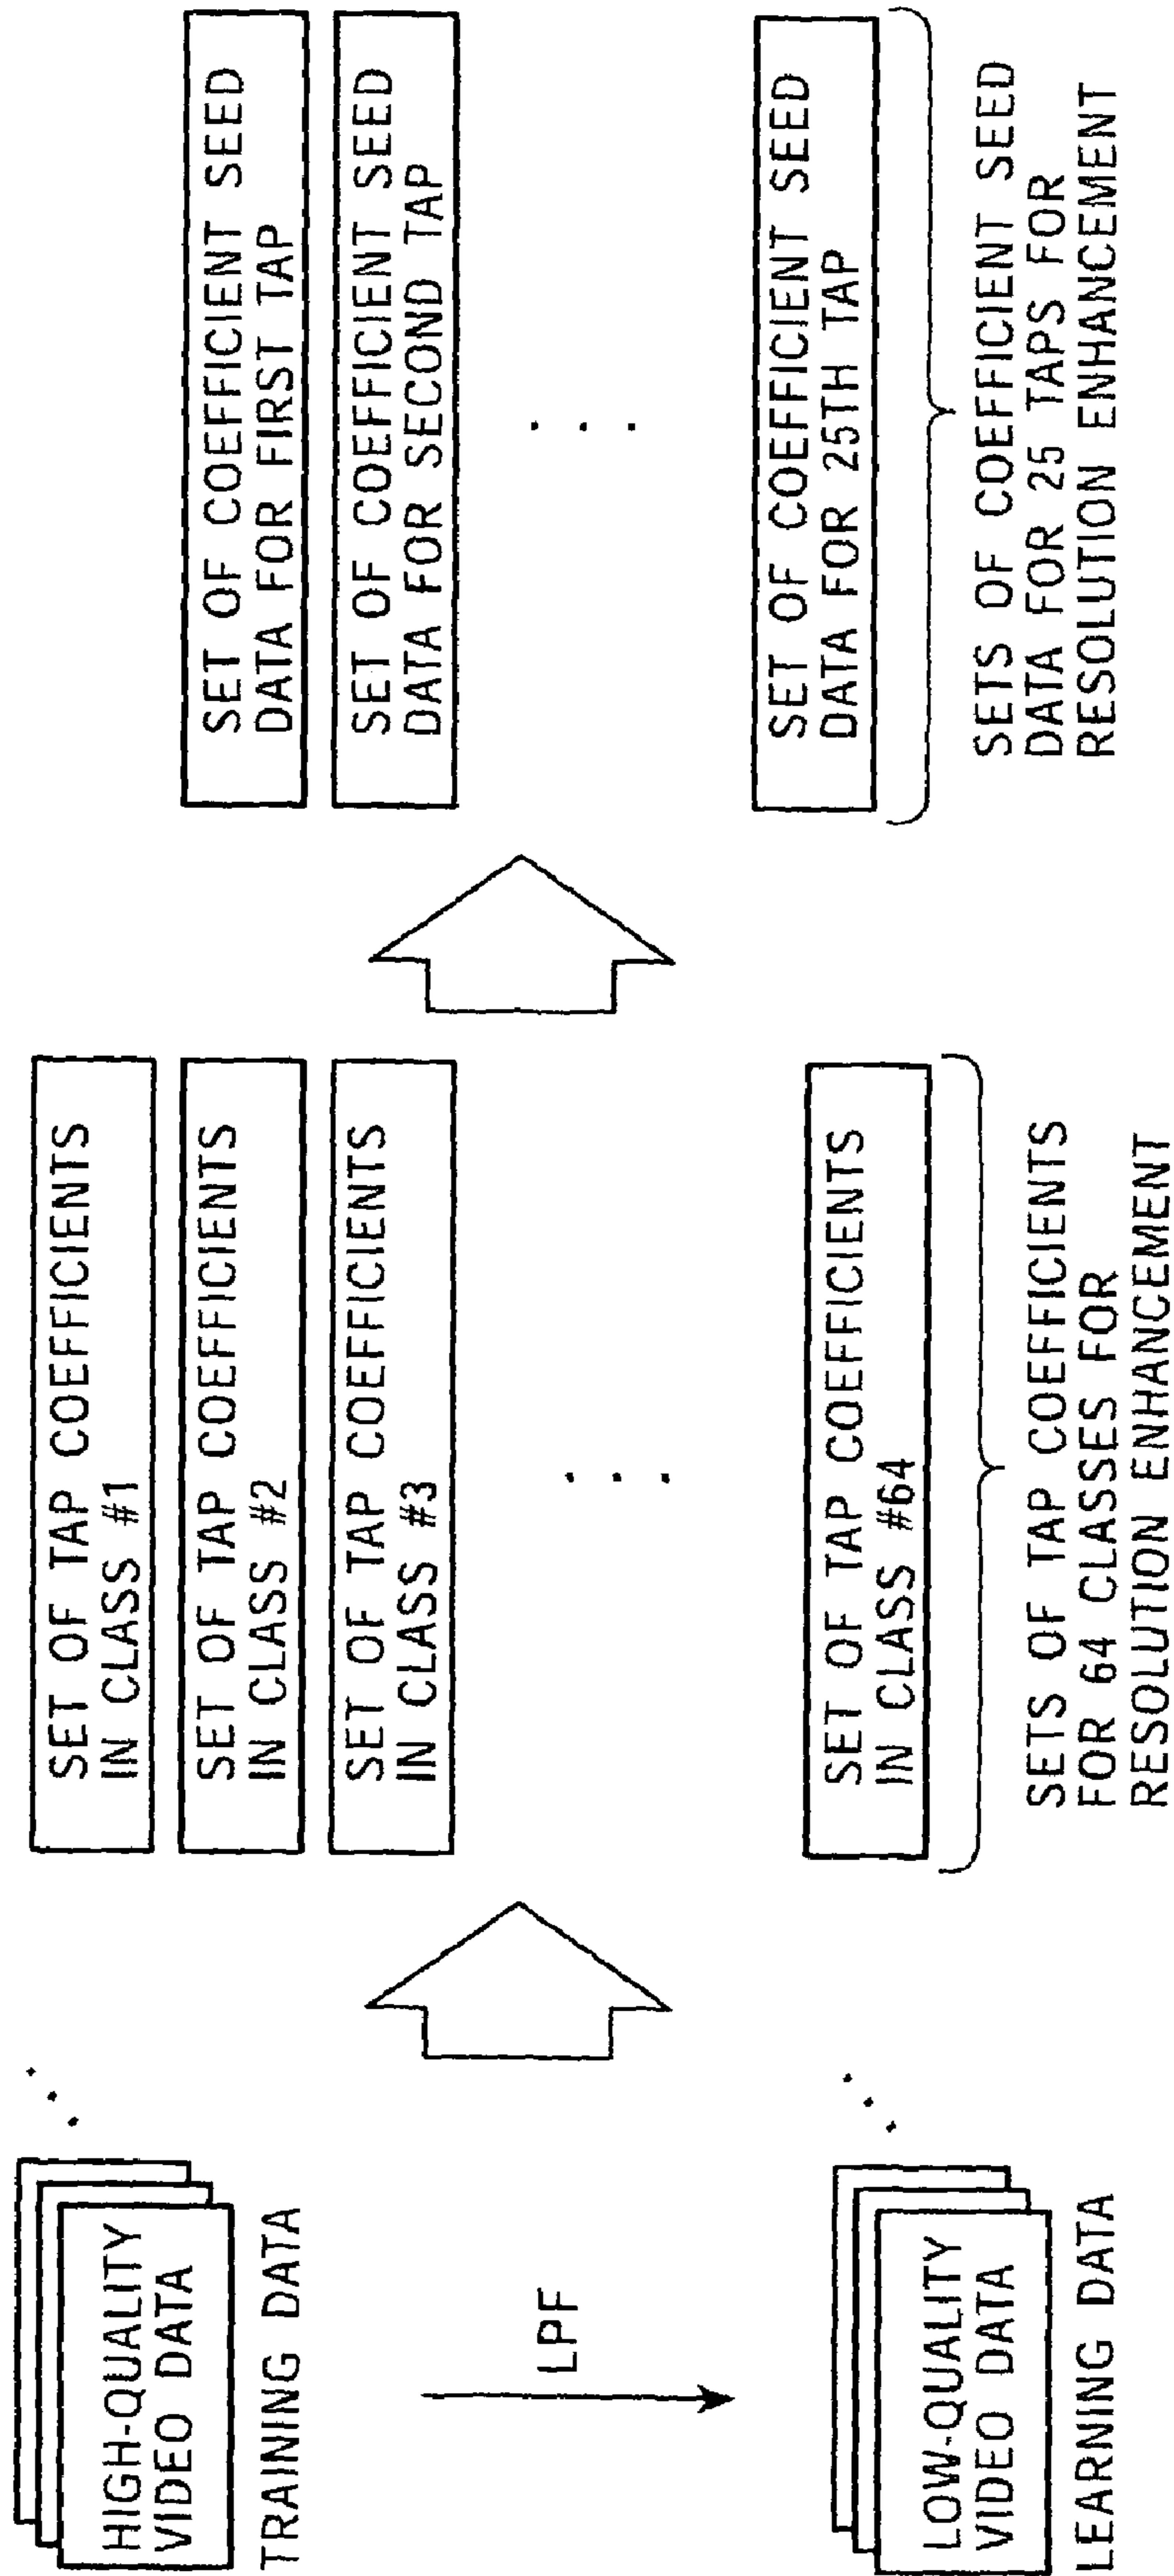 HIGH-QUALITY
VIDEO DATA
TRAINING DATA
LPF
LOW-QUALITY
VIDEO DATA
LEARNING DATA
SET OF TAP COEFFICIENTS
IN CLASS #1
SET OF TAP COEFFICIENTS
IN CLASS #2
SET OF TAP COEFFICIENTS
IN CLASS #3
SET OF TAP COEFFICIENTS
IN CLASS #64
SETS OF TAP COEFFICIENTS
FOR 64 CLASSES FOR
RESOLUTION ENHANCEMENT
SET OF COEFFICIENT SEED
DATA FOR FIRST TAP
SET OF COEFFICIENT SEED
DATA FOR SECOND TAP
SET OF COEFFICIENT SEED
DATA FOR 25TH TAP
SETS OF COEFFICIENT SEED
DATA FOR 25 TAPS FOR
RESOLUTION ENHANCEMENT